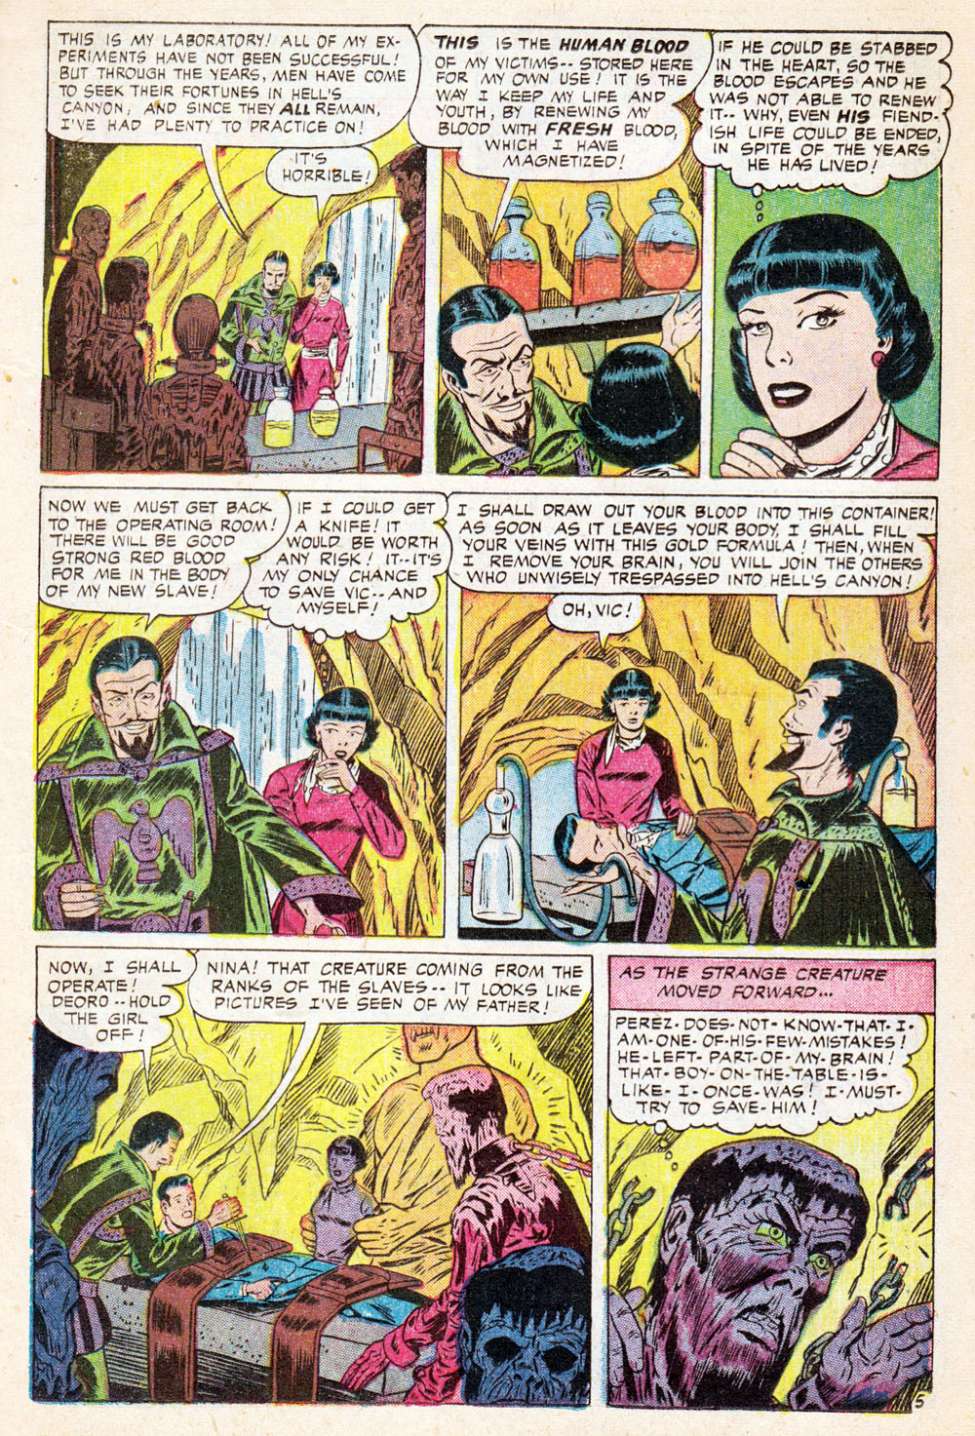 THIS IS MY LABORATORY! ALL OF MY EX-
PERIMENTS HAVE NOT BEEN SUCCESSFUL!
BUT THROUGH THE YEARS, MEN HAVE COME
TO SEEK THEIR FORTUNES IN HELL'S
CANYON, AND SINCE THEY ALL REMAIN,
I'VE HAD PLENTY TO PRACTICE ON!
IT'S
HORRIBLE!
THIS IS THE HUMAN BLOOD
OF MY VICTIMS-- STORED HERE
FOR MY OWN USE! IT IS THE
WAY I KEEP MY LIFE AND
YOUTH, BY RENEWING MY
BLOOD WITH FRESH BLOOD,
WHICH I HAVE
MAGNETIZED!
IF HE COULD BE STABBED
IN THE HEART, SO THE
BLOOD ESCAPES AND HE
WAS NOT ABLE TO RENEW
IT-- WHY, EVEN HIS FIEND-
ISH LIFE COULD BE ENDED,
IN SPITE OF THE YEARS
HE HAS LIVED!
NOW WE MUST GET BACK
TO THE OPERATING ROOM!
THERE WILL BE GOOD
STRONG RED BLOOD
FOR ME IN THE BODY
OF MY NEW SLAVE!
IF I COULD GET
A KNIFE! IT
WOULD BE WORTH
ANY RISK! IT--IT'S
MY ONLY CHANCE
TO SAVE VIC--AND
MYSELF!
I SHALL DRAW OUT YOUR BLOOD INTO THIS CONTAINER!
AS SOON AS IT LEAVES YOUR BODY, I SHALL FILL
YOUR VEINS WITH THIS GOLD FORMULA! THEN, WHEN
I REMOVE YOUR BRAIN, YOU WILL JOIN THE OTHERS
WHO UNWISELY TRESPASSED INTO HELL'S CANYON!
OH, VIC!
NOW, I SHALL
OPERATE!
DEORO--HOLD
THE GIRL
OFF!
NINA! THAT CREATURE COMING FROM THE
RANKS OF THE SLAVES-- IT LOOKS LIKE
PICTURES I'VE SEEN OF MY FATHER!
AS THE STRANGE CREATURE
MOVED FORWARD...
PEREZ-DOES-NOT-KNOW-THAT-I-
AM-ONE-OF-HIS-FEW-MISTAKES!
HE-LEFT-PART-OF-MY-BRAIN!
THAT-BOY-ON-THE-TABLE-IS-
LIKE-I-ONCE-WAS! I-MUST-
TRY TO SAVE-HIM!
5